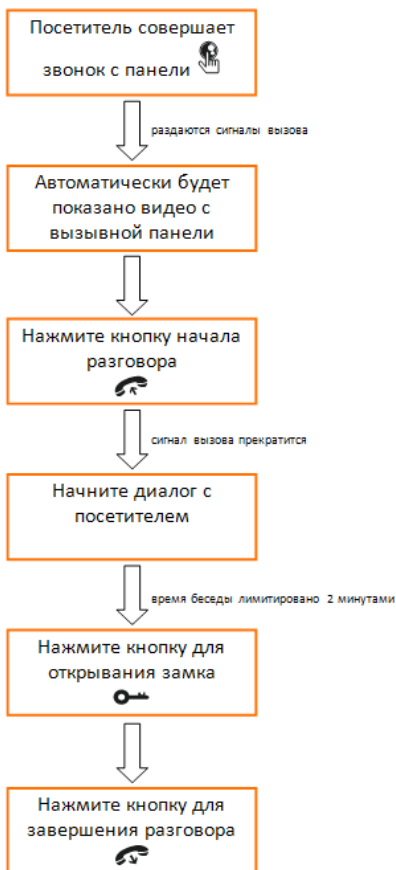 Посетитель совершает
звонок с панели
раздаются сигналы вызова
Автоматически будет
показано видео с
вызывной панели
Нажмите кнопку начала
разговора
сигнал вызова прекратится
Начните диалог с
посетителем
время беседы лимитировано 2 минутами
Нажмите кнопку для
открывания замка
Нажмите кнопку для
завершения разговора